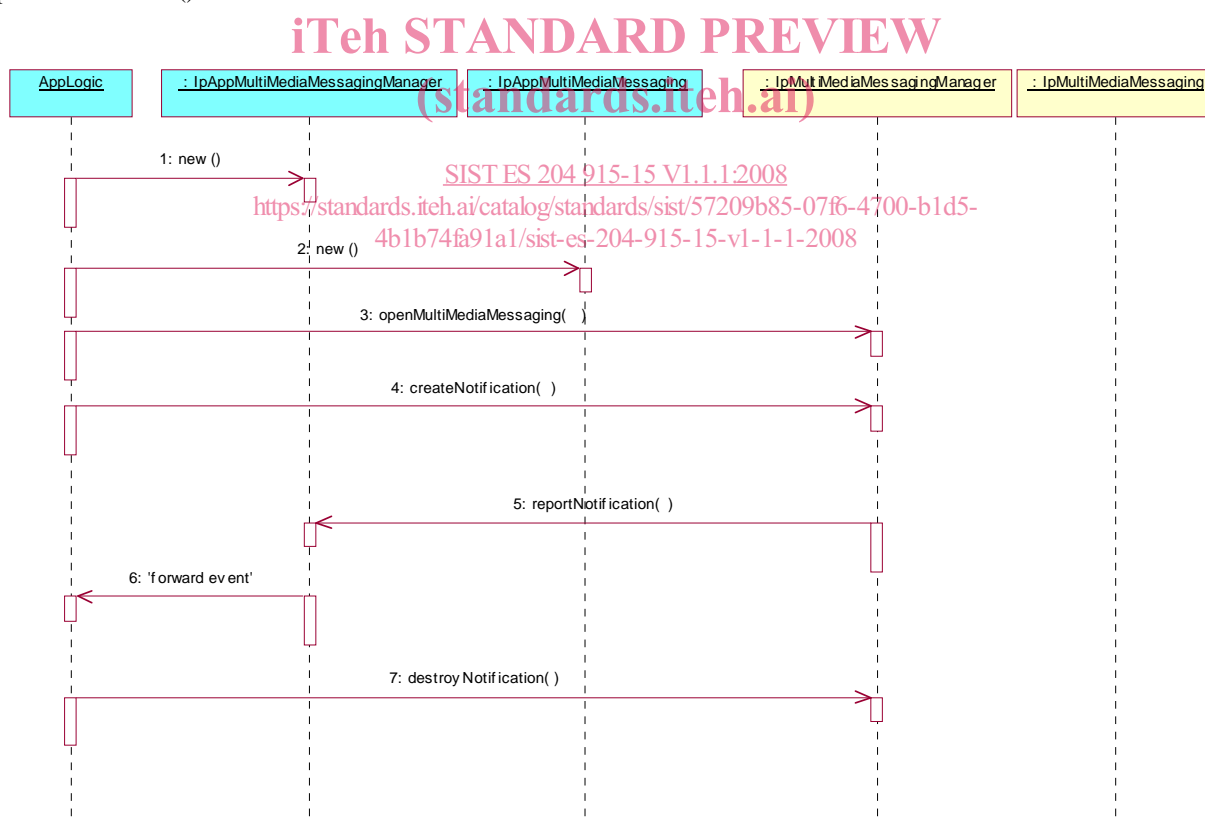 iTeh STANDARD PREVIEW
(standards.iteh.ai)
AppLogic
: IpAppMultiMediaMessagingManager
: IpAppMultiMediaMessaging
: IpMultiMediaMessagingManager
: IpMultiMediaMessaging
1: new ()
SIST ES 204 915-15 V1.1.1:2008
https://standards.iteh.ai/catalog/standards/sist/57209b85-07f6-4700-b1d5-
4b1b74fa91a1/sist-es-204-915-15-v1-1-1-2008
2: new ()
3: openMultiMediaMessaging( )
4: createNotification( )
5: reportNotification( )
6: 'forward event'
7: destroyNotification( )